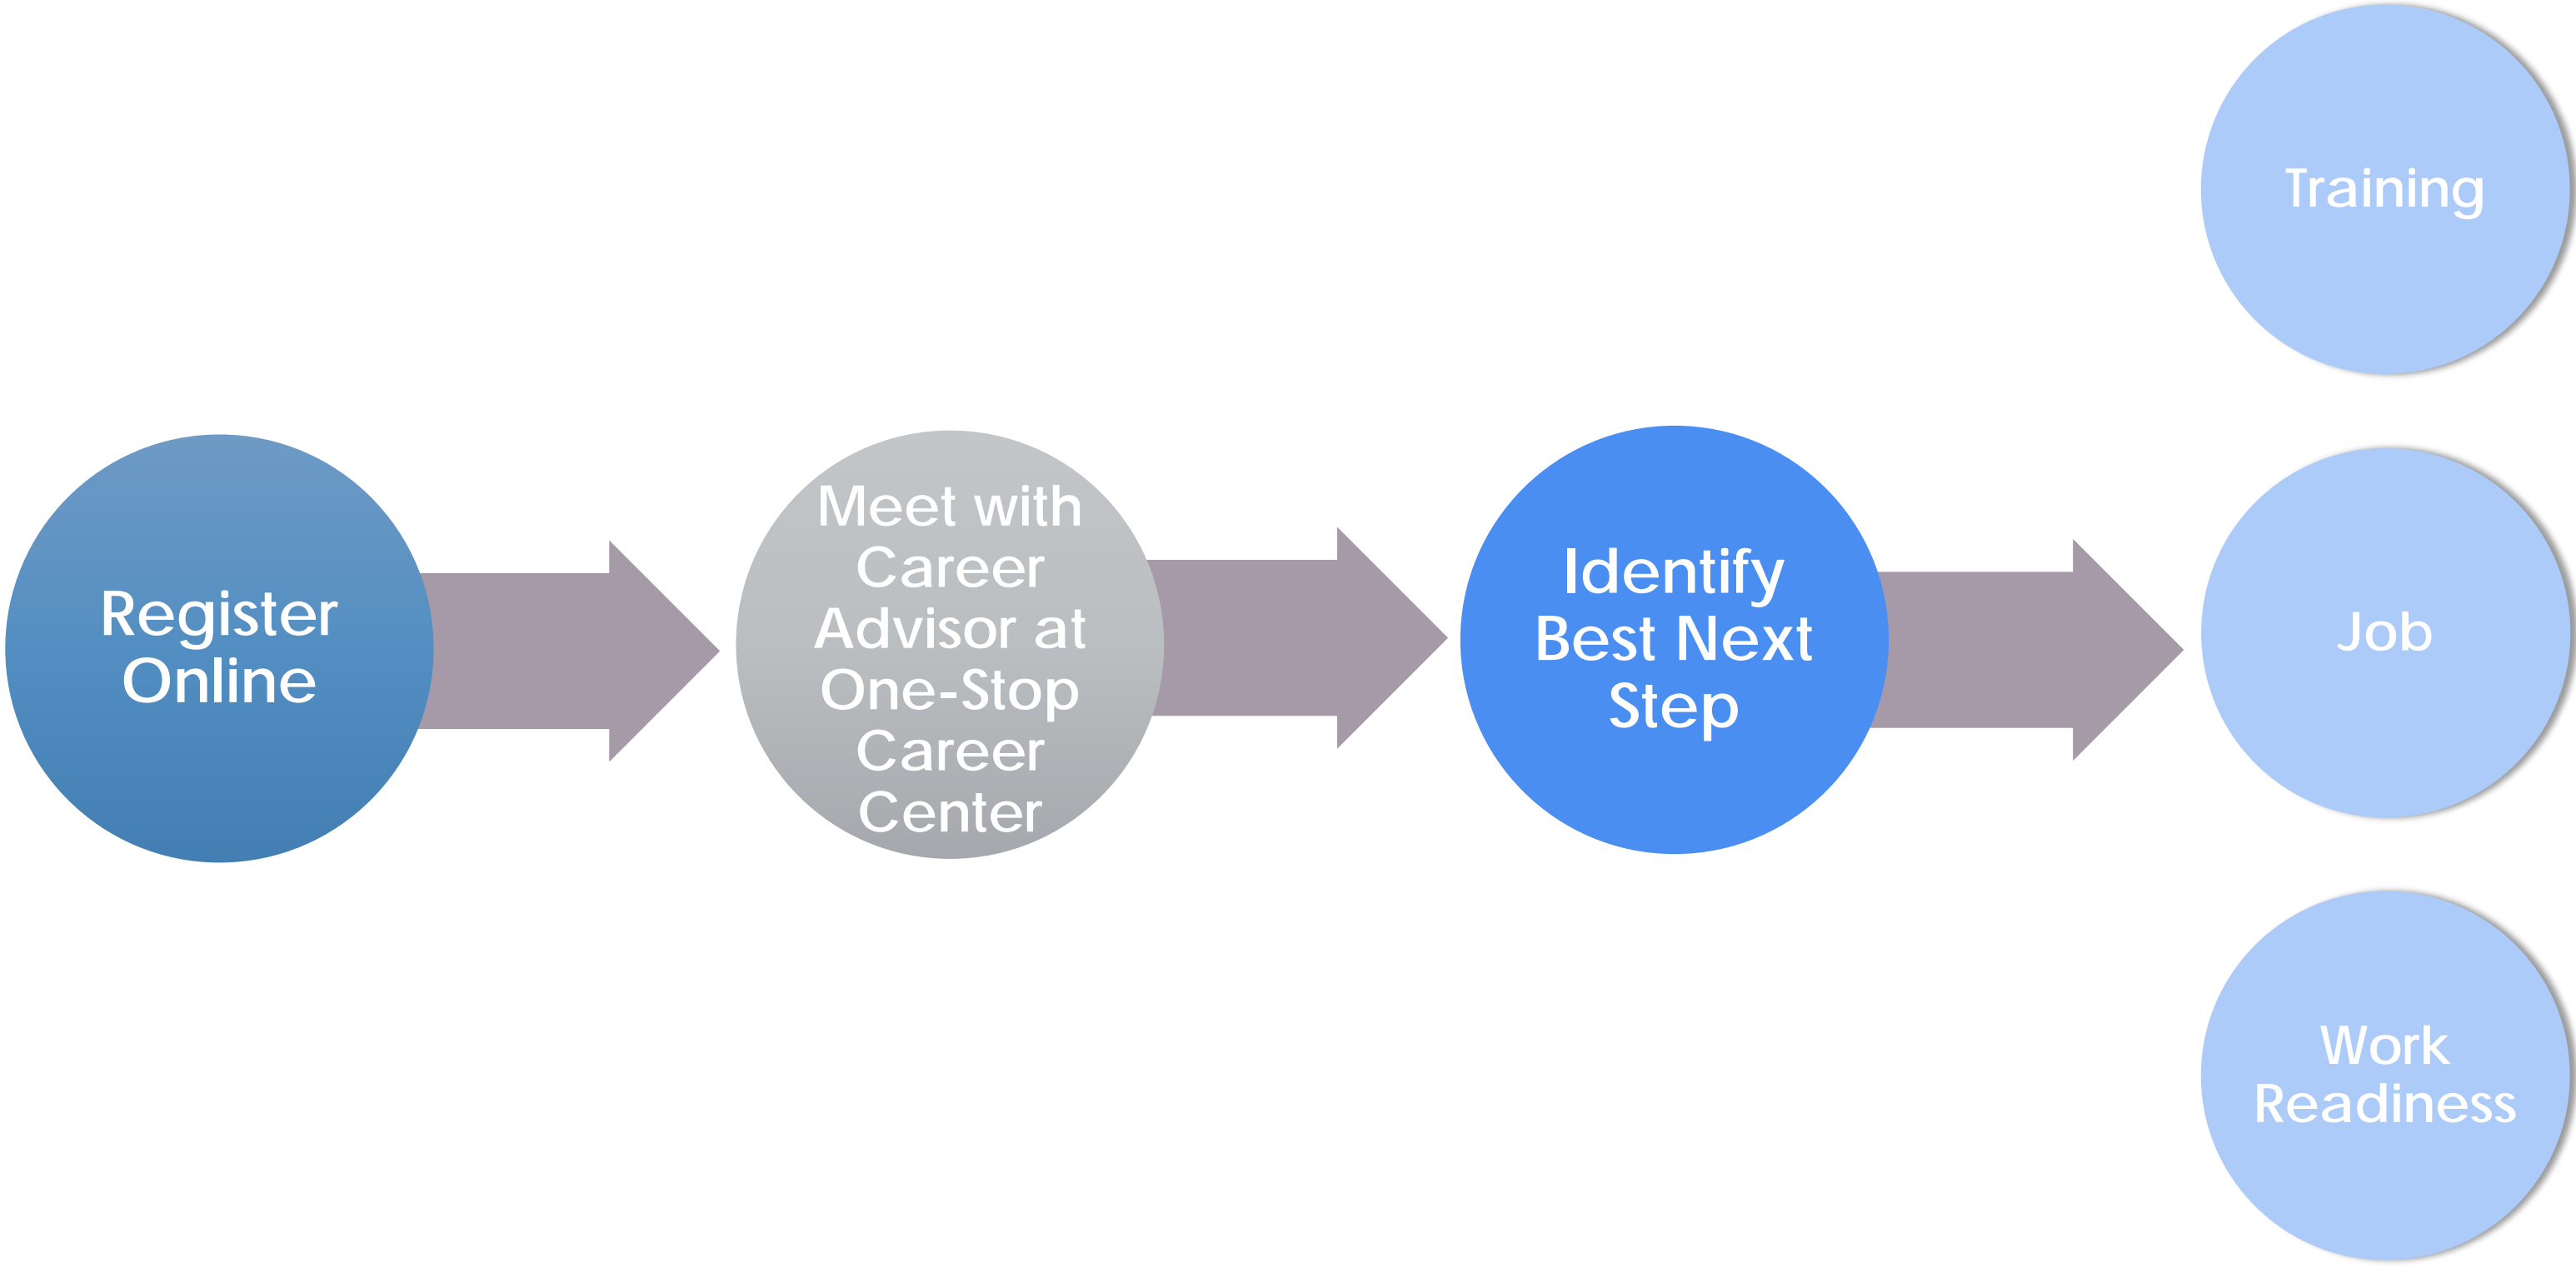 Register
Online
Meet with
Career
Advisor at
One-Stop
Career
Center
Identify
Best Next
Step
Training
Job
Work
Readiness